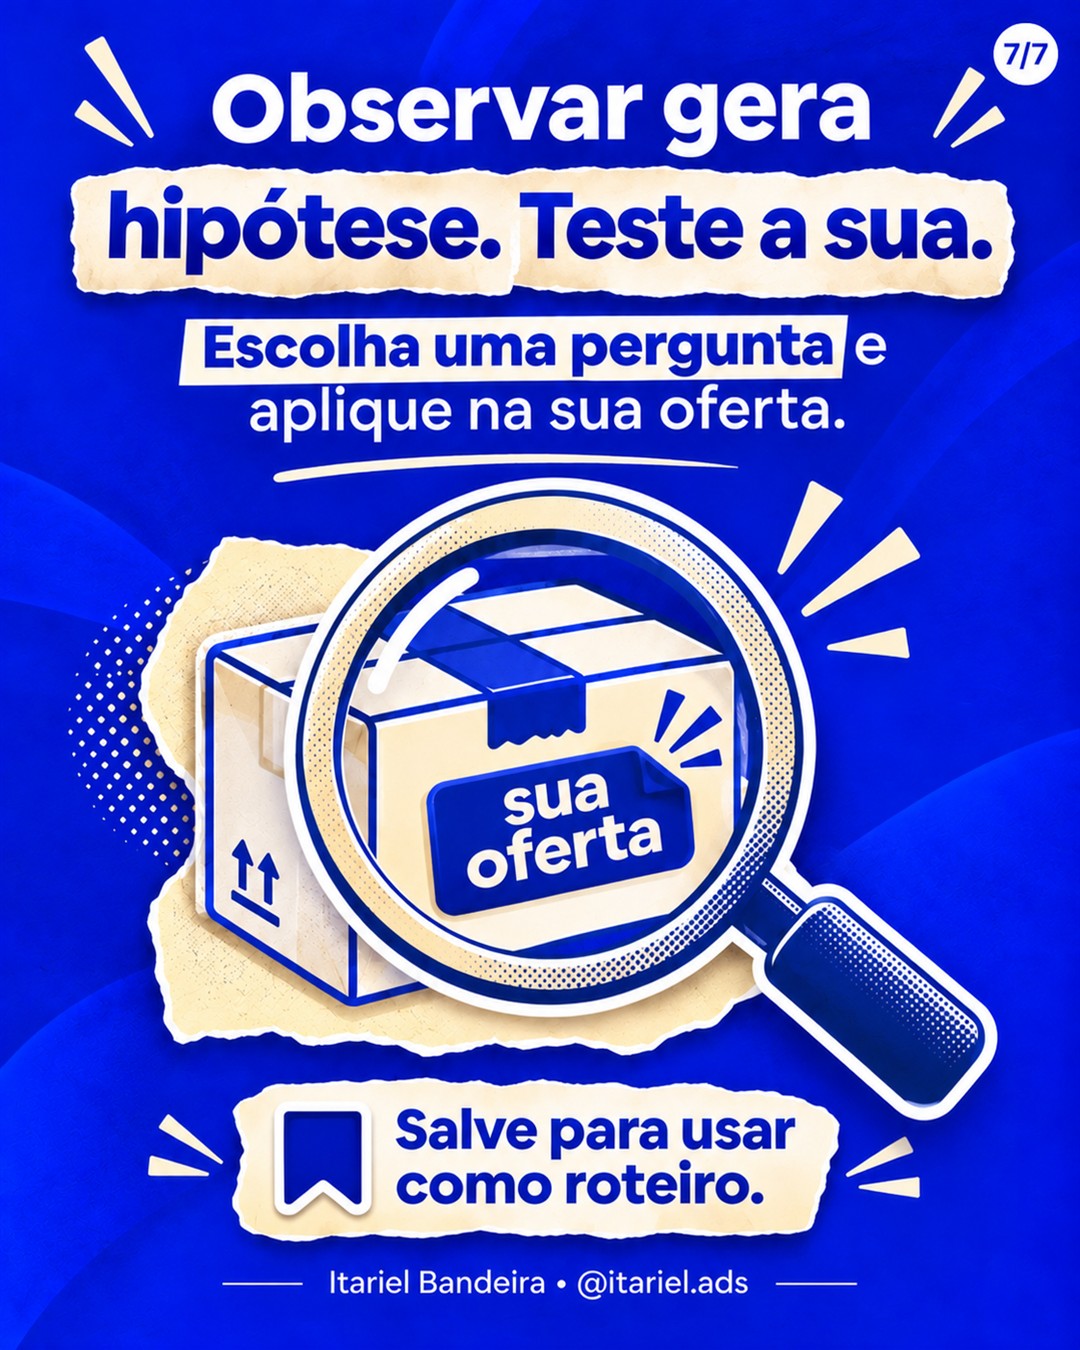 7/7
Observar gera
hipótese. Teste a sua.
Escolha uma pergunta e
aplique na sua oferta.
sua
oferta
Salve para usar
como roteiro.
Itariel Bandeira • @itariel.ads